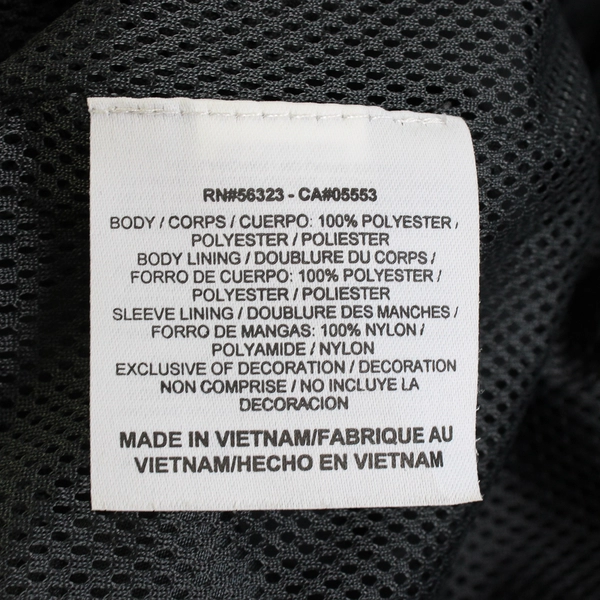 RN#56323 - CA#05553
BODY / CORPS / CUERPO: 100% POLYESTER /
POLYESTER / POLIESTER
BODY LINING / DOUBLURE DU CORPS /
FORRO DE CUERPO: 100% POLYESTER /
POLYESTER / POLIESTER
SLEEVE LINING / DOUBLURE DES MANCHES /
FORRO DE MANGAS: 100% NYLON /
POLYAMIDE / NYLON
EXCLUSIVE OF DECORATION / DECORATION
NON COMPRISE / NO INCLUYE LA
DECORACION
MADE IN VIETNAM/FABRIQUE AU
VIETNAM/HECHO EN VIETNAM